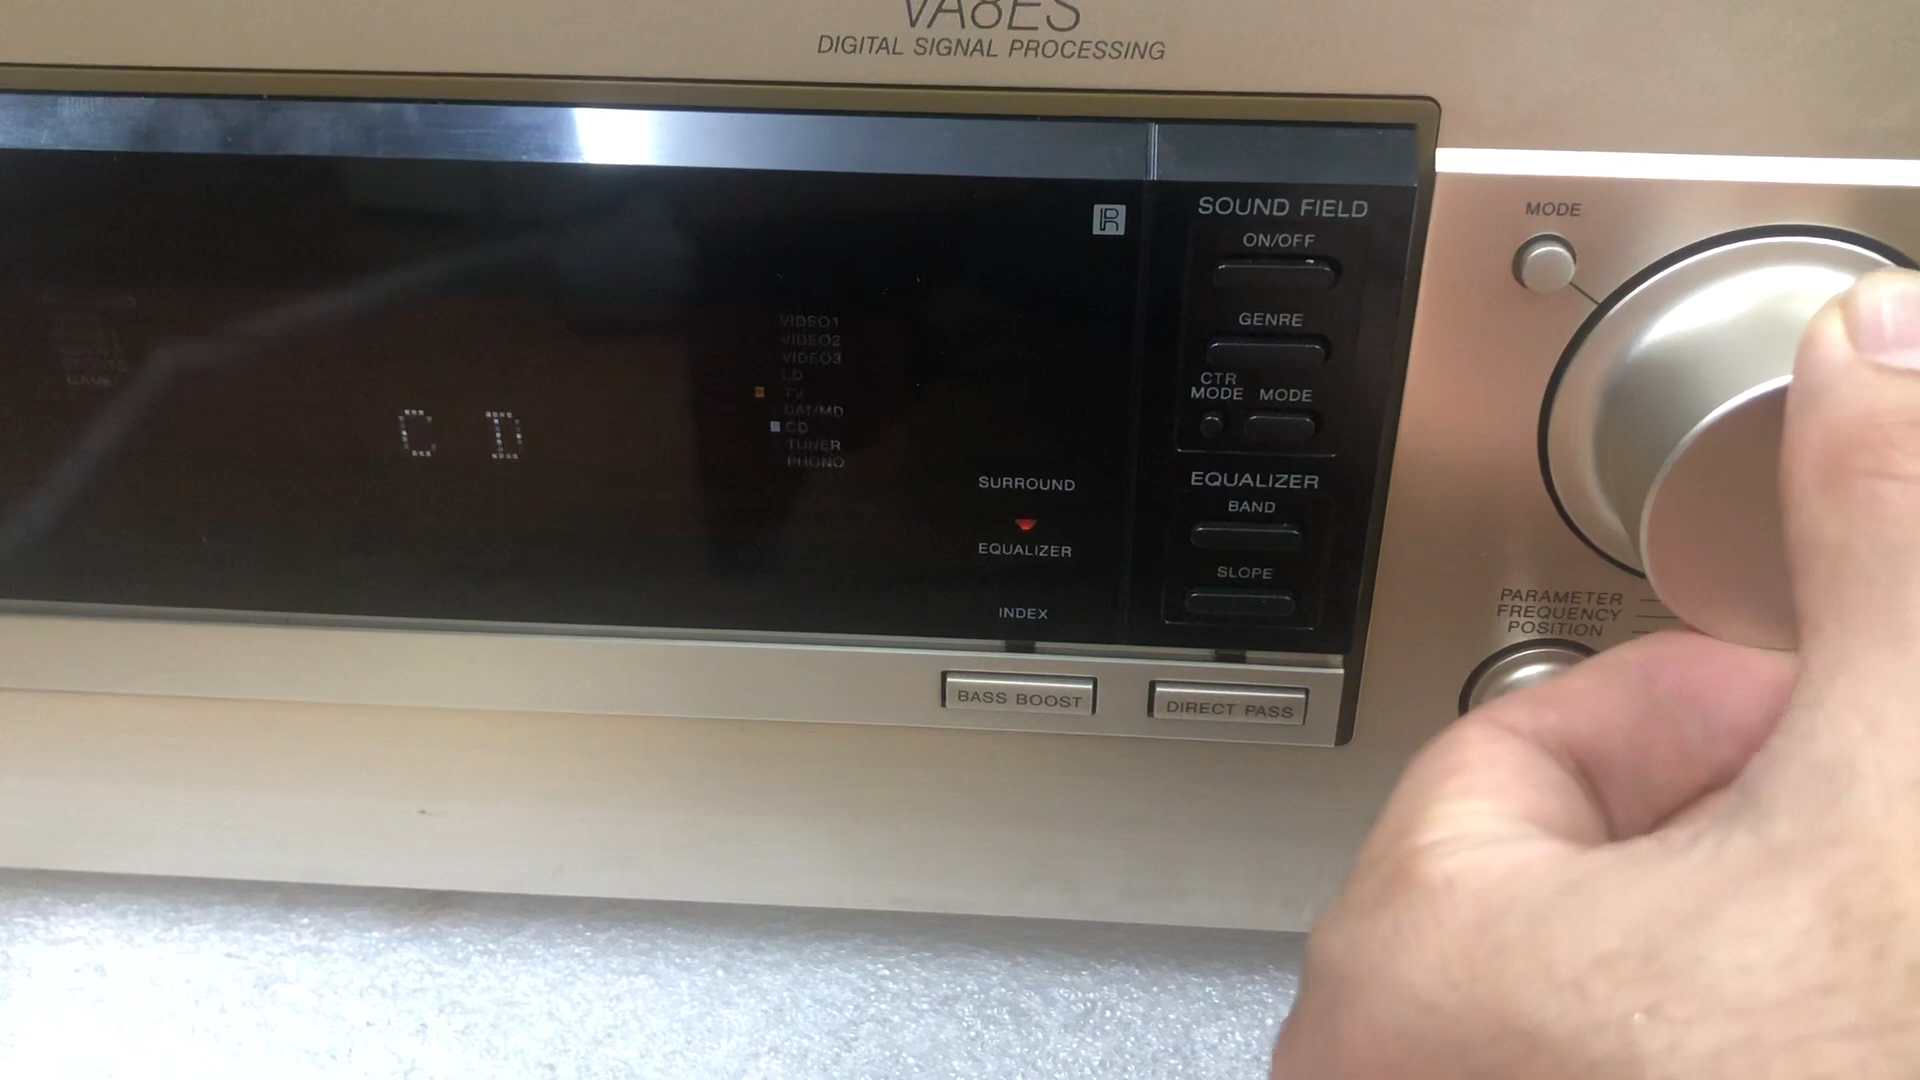 VA8ES
DIGITAL SIGNAL PROCESSING
R
SOUND FIELD
ON/OFF
GENRE
CTR
MODE
MODE
EQUALIZER
BAND
SLOPE
MODE
VIDEO1
VIDEO2
VIDEO3
LD
TV
DAT/MD
CD
TUNER
PHONO
C D
SURROUND
EQUALIZER
INDEX
PARAMETER
FREQUENCY
POSITION
BASS BOOST
DIRECT PASS